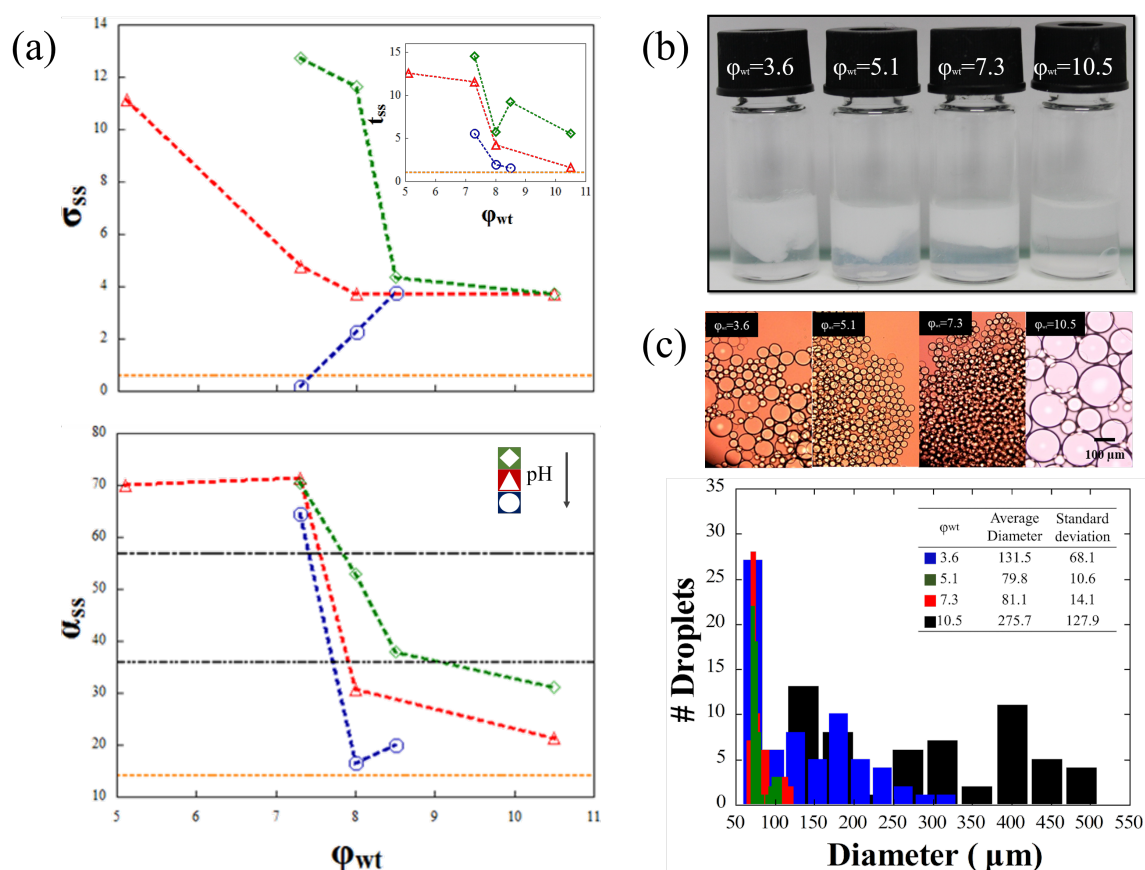 (a)
14
12
10
8
6
4
2
0
σss
15
10
5
0
tss
5 6 7 8 9 10 11
φwt
80
70
60
50
40
30
20
10
αss
pH
5 6 7 8 9 10 11
φwt
(b)
φwt=3.6 φwt=5.1 φwt=7.3 φwt=10.5
(c)
φwt=3.6 φwt=5.1 φwt=7.3 φwt=10.5
100 µm
35
30
25
20
15
10
5
0
# Droplets
φwt Average Diameter Standard deviation
3.6 131.5 68.1
5.1 79.8 10.6
7.3 81.1 14.1
10.5 275.7 127.9
50 100 150 200 250 300 350 400 450 500 550
Diameter ( µm)